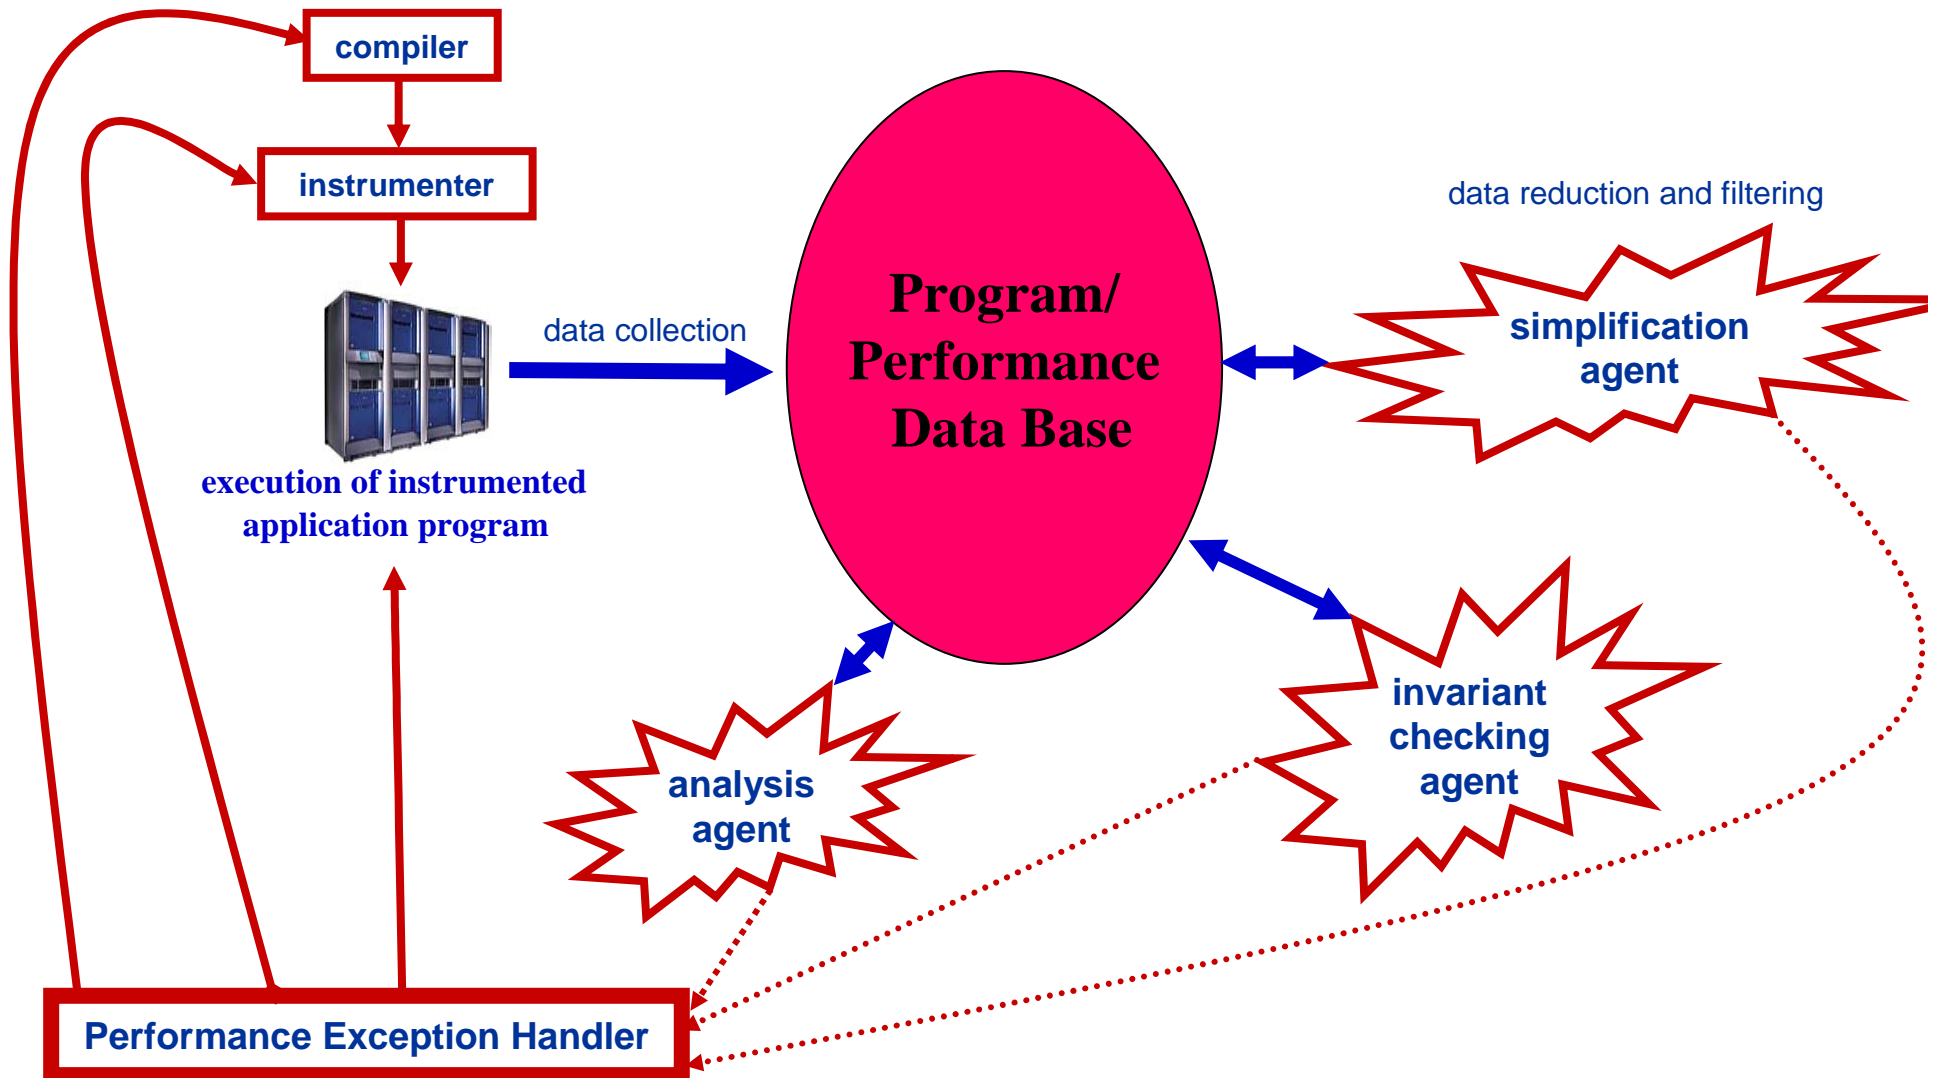 compiler
instrumenter
data collection
execution of instrumented
application program
Program/
Performance
Data Base
data reduction and filtering
simplification
agent
invariant
checking
agent
analysis
agent
Performance Exception Handler